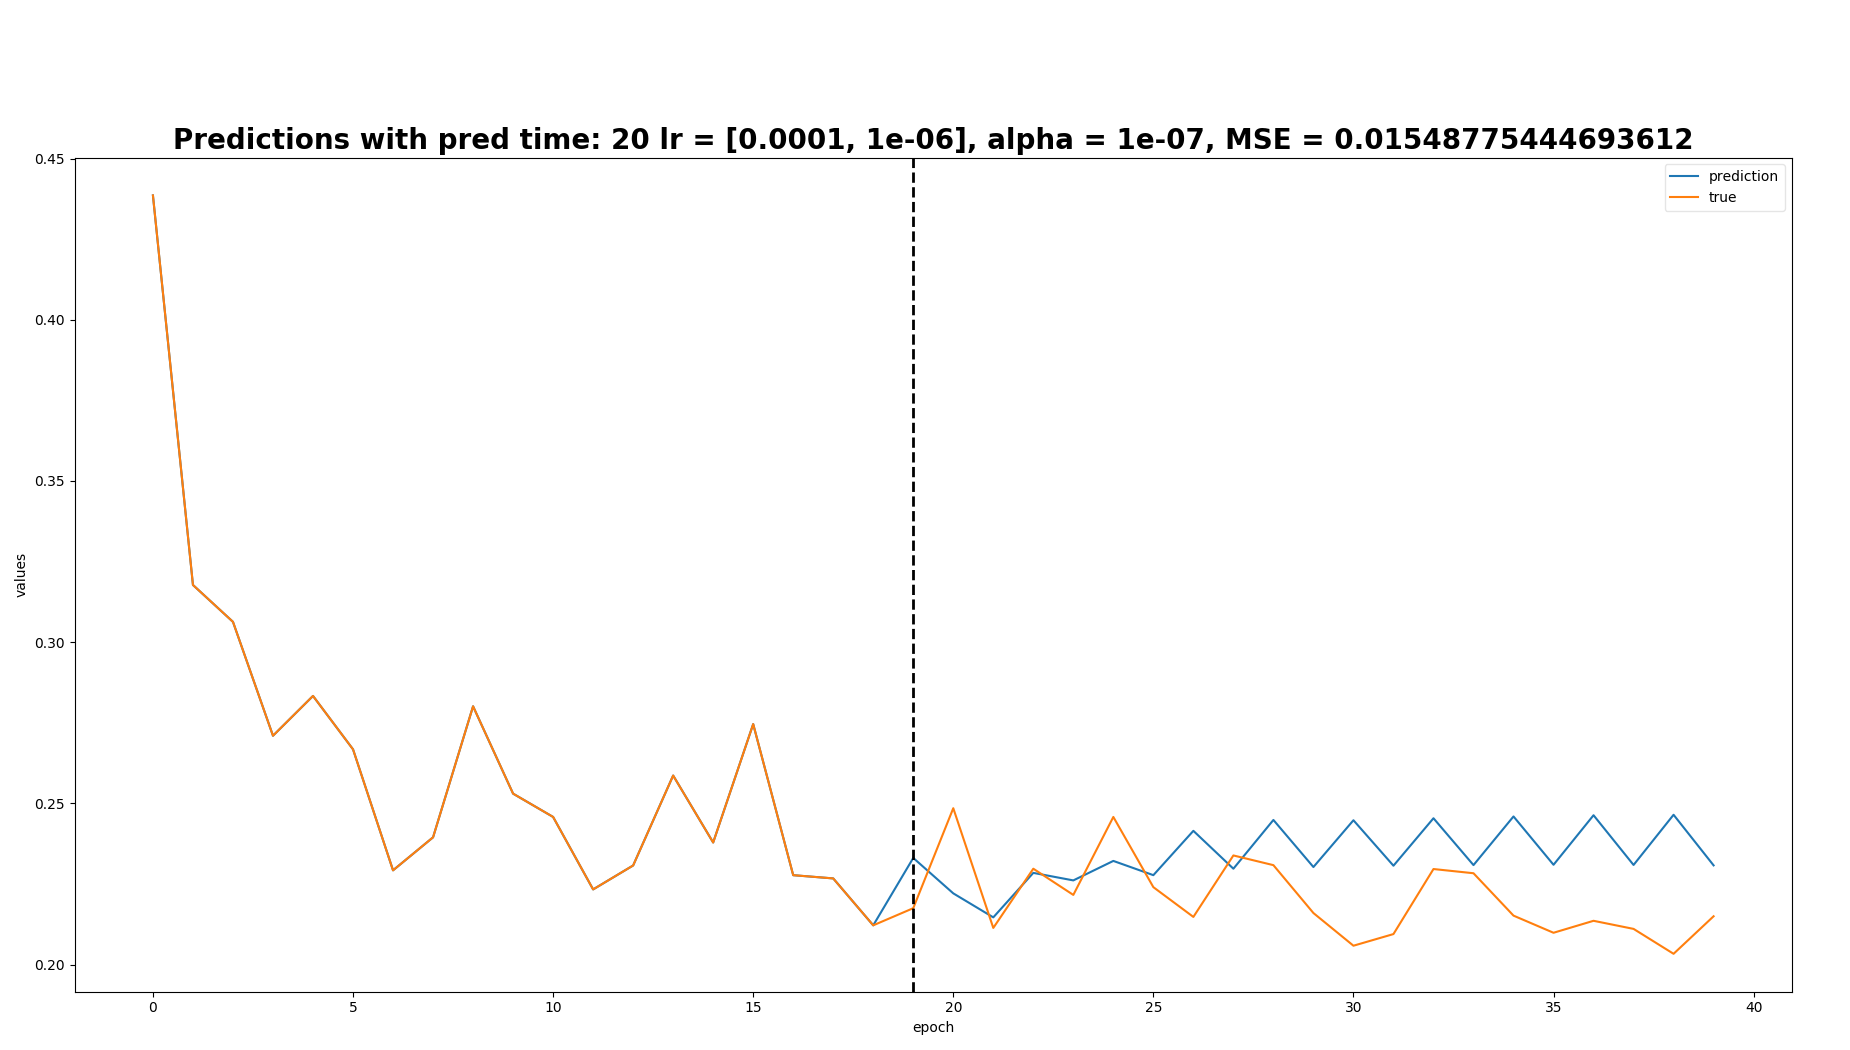 Predictions with pred time: 20 lr = [0.0001, 1e-06], alpha = 1e-07, MSE = 0.01548775444693612
prediction
true
0.45
0.40
0.35
0.30
0.25
0.20
values
0 5 10 15 20 25 30 35 40
epoch